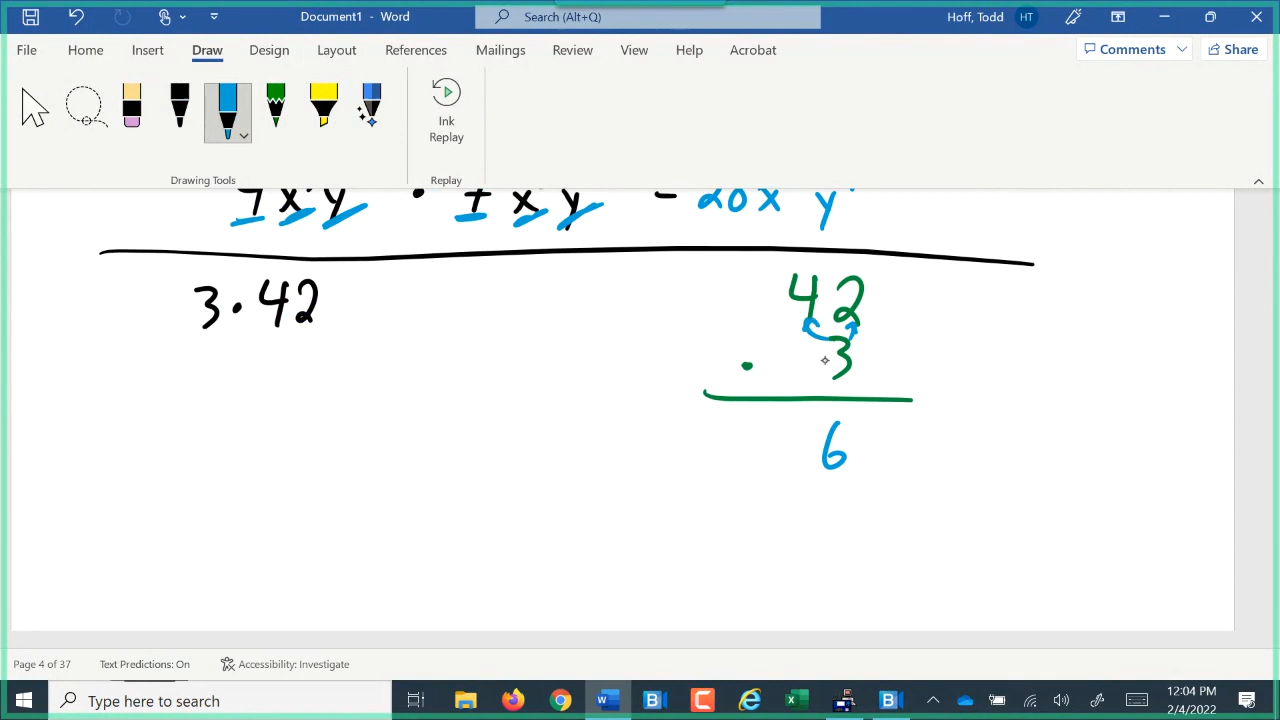 Document1 - Word
Search (Alt+Q)
Hoff, Todd HT
File Home Insert Draw Design Layout References Mailings Review View Help Acrobat Comments Share
Ink
Replay
Drawing Tools Replay
- 20x y
3·42
42
· 3
6
Page 4 of 37 Text Predictions: On Accessibility: Investigate
Type here to search
12:04 PM
2/4/2022